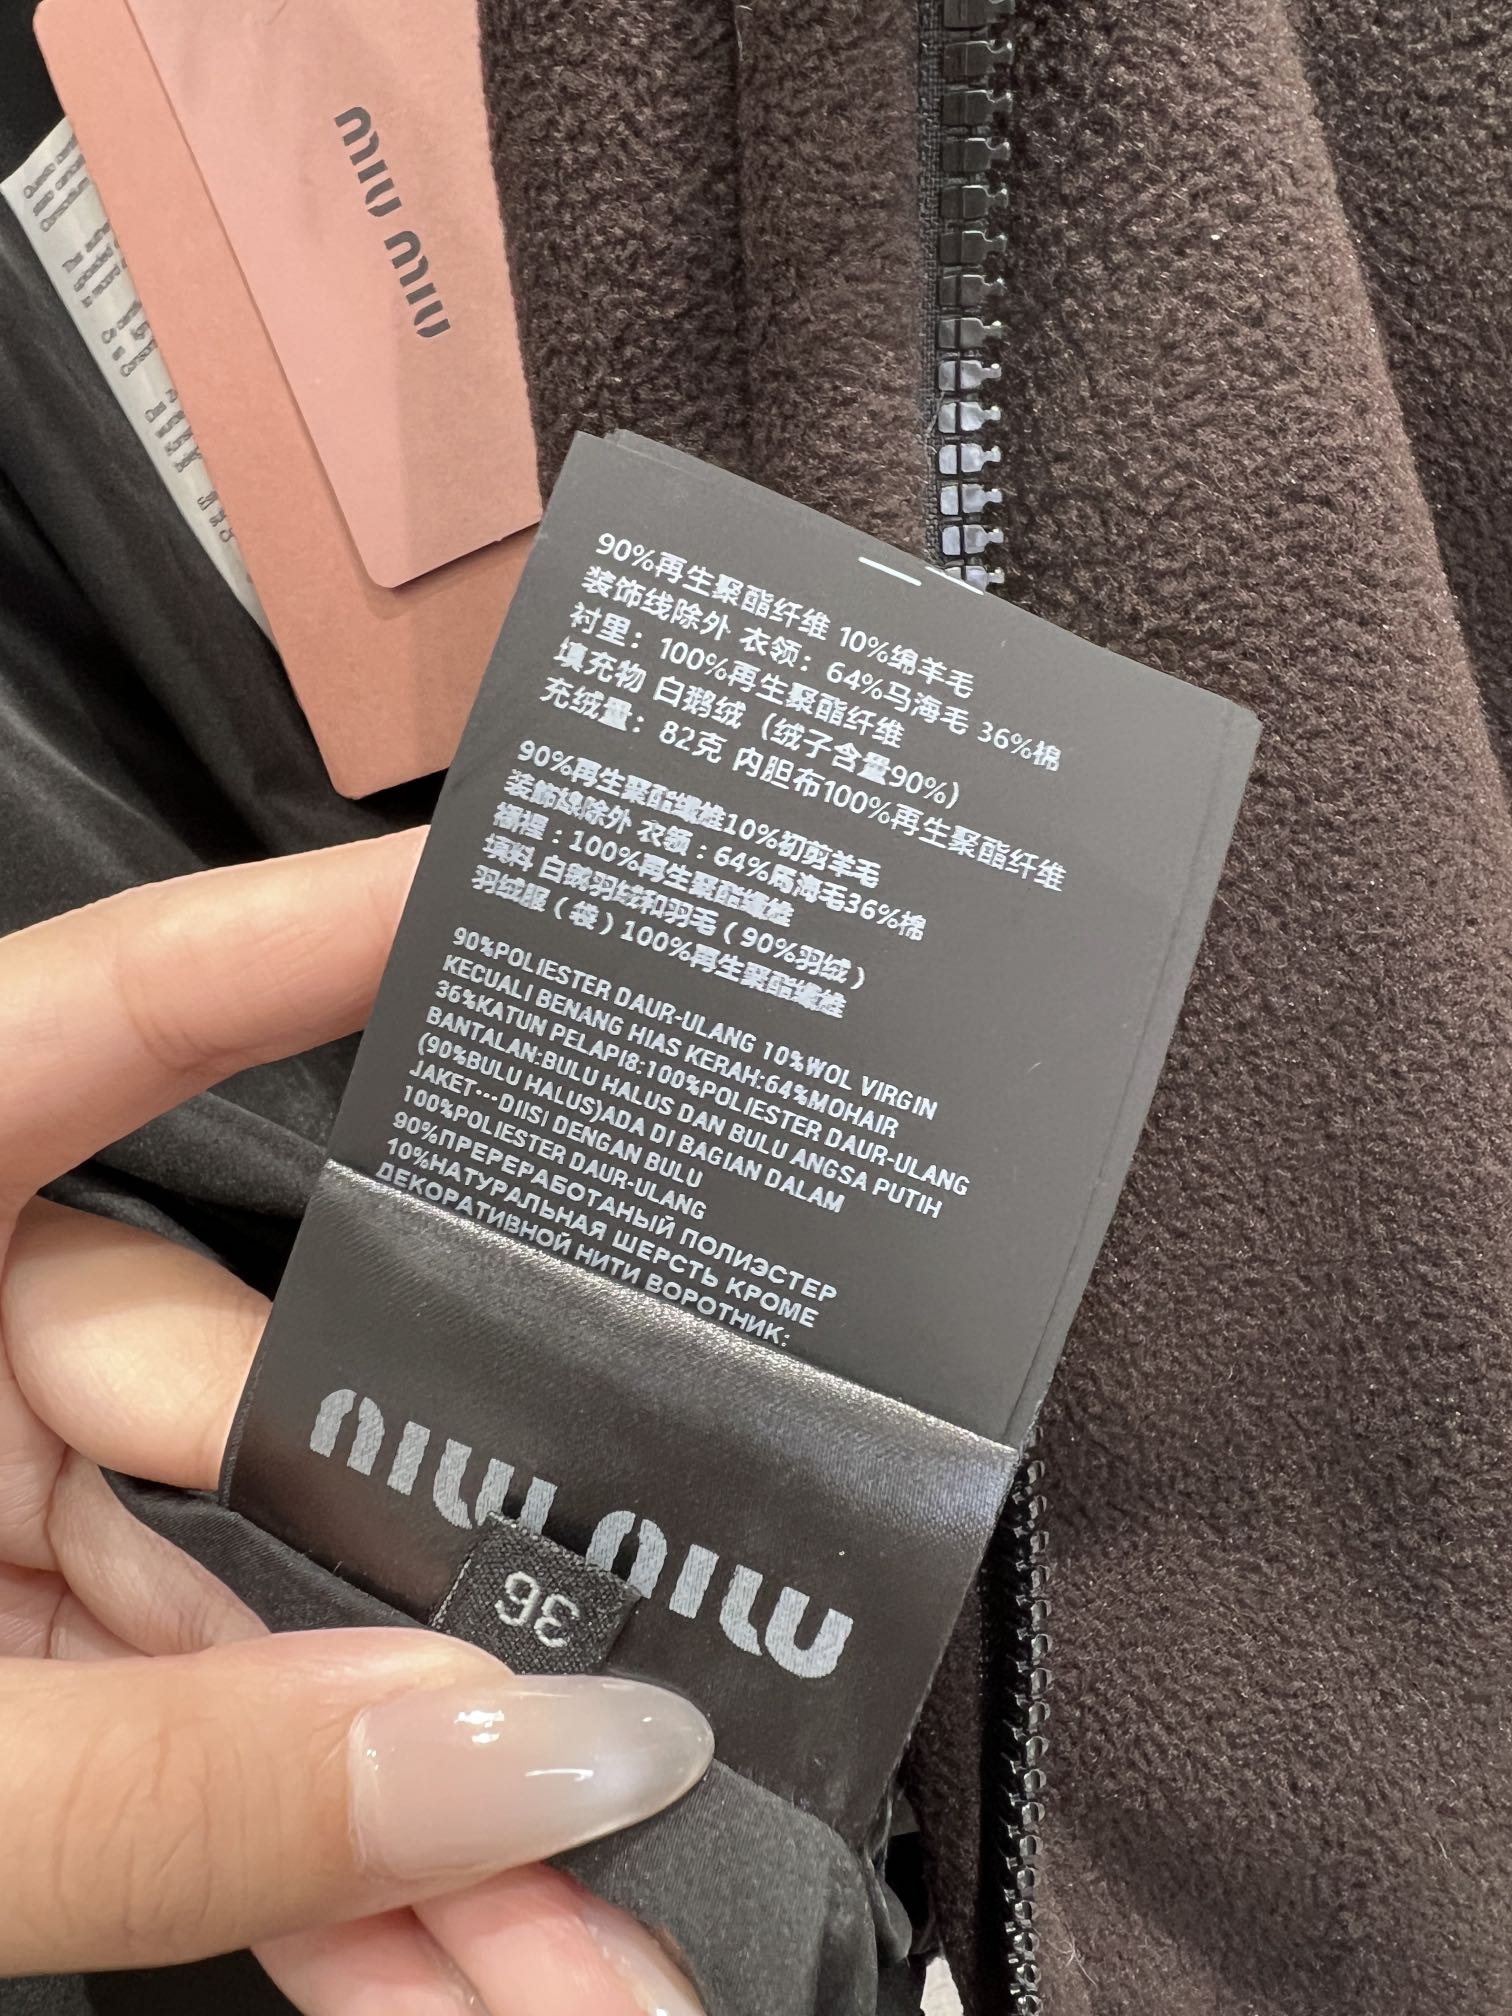 miu miu
90%再生聚酯纤维 10%绵羊毛
装饰线除外 衣领：64%马海毛 36%棉
衬里：100%再生聚酯纤维
填充物 白鹅绒（绒子含量90%）
充绒量：82克 内胆布100%再生聚酯纤维
90%再生聚酯纖維10%初剪羊毛
装飾線除外 衣领：64%馬海毛36%棉
襯裡：100%再生聚酯纖維
填料 白鹅羽绒和羽毛（90%羽绒）
羽绒服（袋）100%再生聚酯纖維
90%POLIESTER DAUR-ULANG 10%WOL VIRGIN
KECUALI BENANG HIAS KERAH:64%MOHAIR
36%KATUN PELAPI8:100%POLIESTER DAUR-ULANG
BANTALAN:BULU HALUS DAN BULU ANGSA PUTIH
(90%BULU HALUS)ADA DI BAGIAN DALAM
JAKET···DIISI DENGAN BULU
100%POLIESTER DAUR-ULANG
90%ПРЕРЕРАБОТАНЫЙ ПОЛИЭСТЕР
10%НАТУРАЛЬНАЯ ШЕРСТЬ КРОМЕ
ДЕКОРАТИВНОЙ НИТИ ВОРОТНИК:
miu miu
36